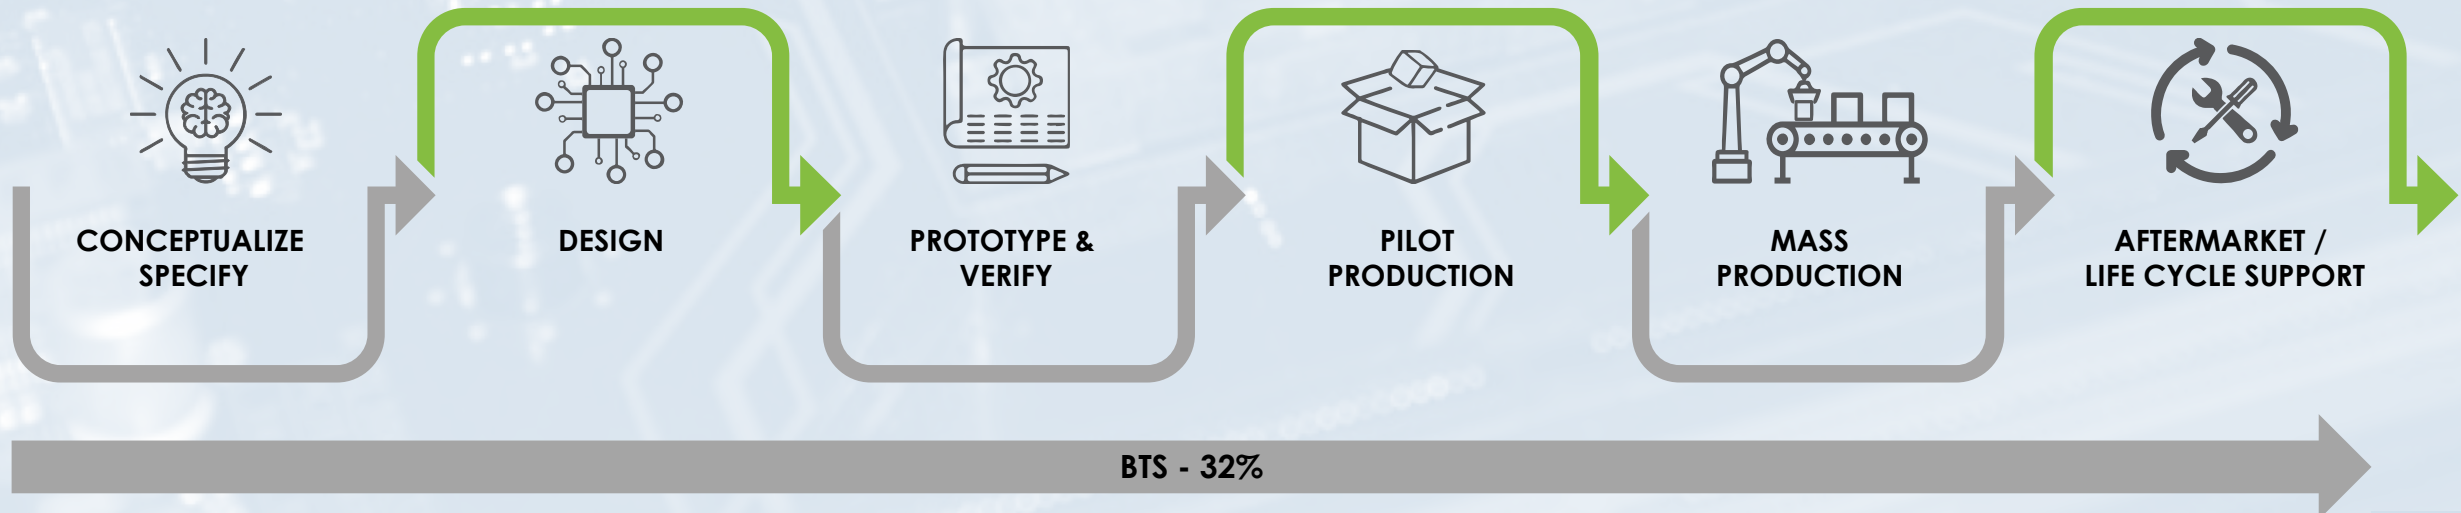 CONCEPTUALIZE
SPECIFY
DESIGN
PROTOTYPE &
VERIFY
PILOT
PRODUCTION
MASS
PRODUCTION
AFTERMARKET /
LIFE CYCLE SUPPORT
BTS - 32%